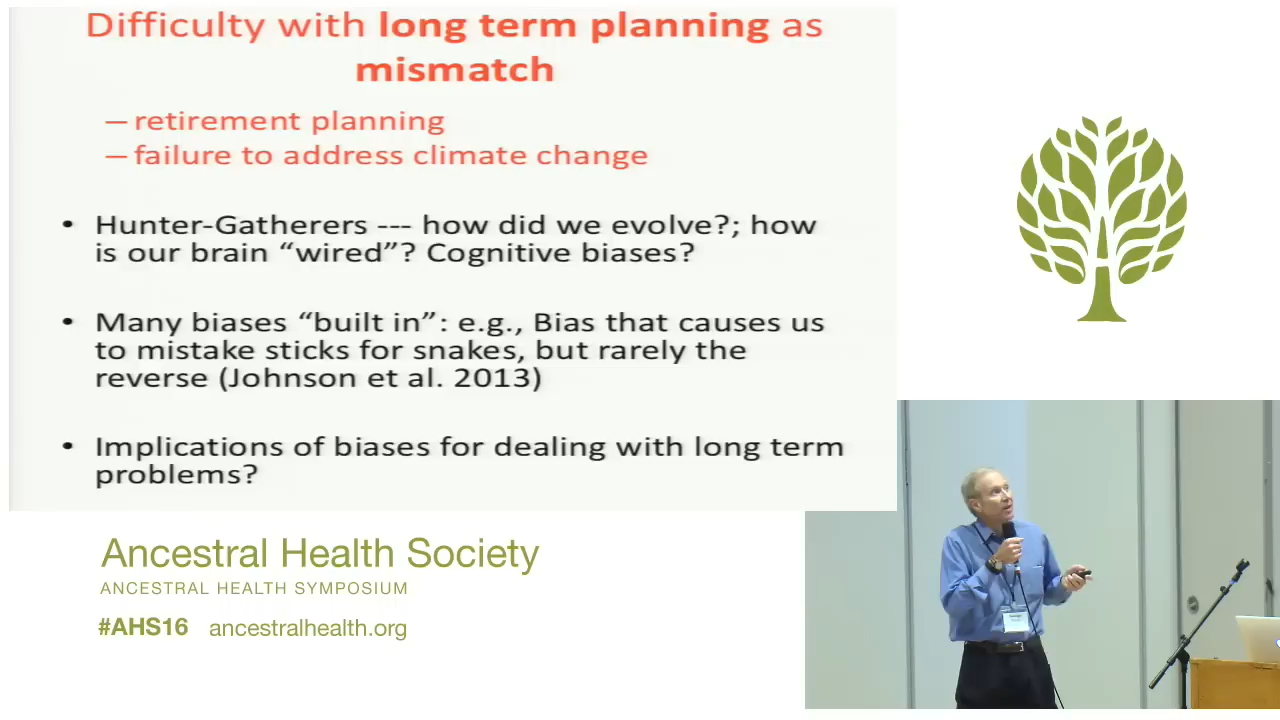 Difficulty with long term planning as
mismatch
– retirement planning
– failure to address climate change
• Hunter-Gatherers --- how did we evolve?; how
is our brain “wired”? Cognitive biases?
• Many biases “built in”: e.g., Bias that causes us
to mistake sticks for snakes, but rarely the
reverse (Johnson et al. 2013)
• Implications of biases for dealing with long term
problems?
Ancestral Health Society
ANCESTRAL HEALTH SYMPOSIUM
#AHS16 ancestralhealth.org